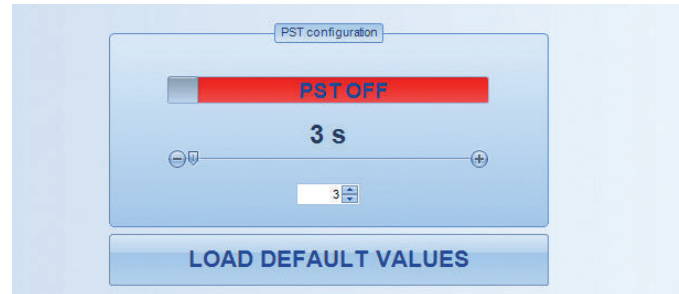 PST configuration
PST OFF
3 s
3
LOAD DEFAULT VALUES